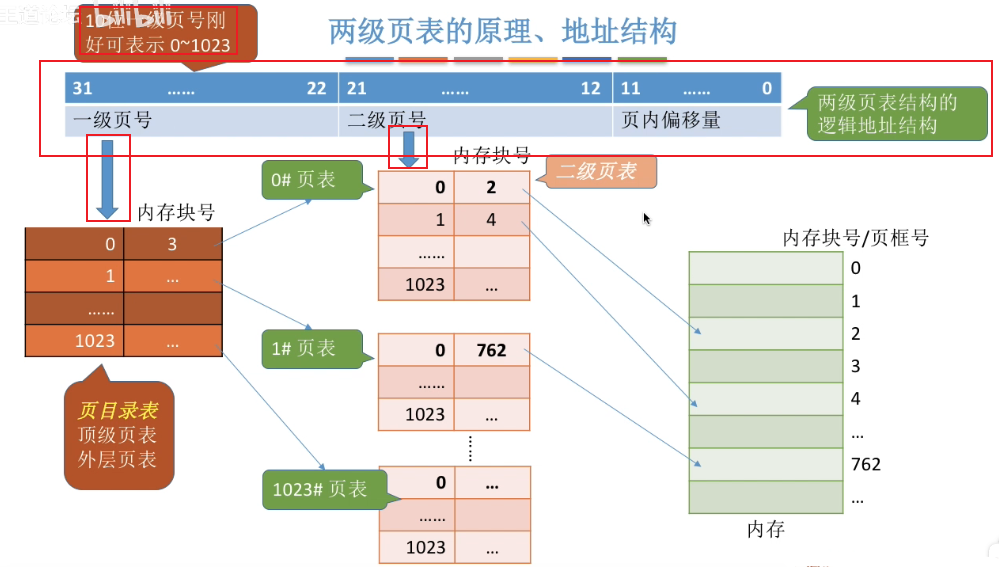 bilibili
10位一级页号刚
好可表示 0~1023
两级页表的原理、地址结构
31 …… 22 21 …… 12 11 …… 0
一级页号 二级页号 页内偏移量
两级页表结构的
逻辑地址结构
内存块号
二级页表
0# 页表
0 2
1 4
……
1023 ...
内存块号
0 3
1 ...
……
1023 ...
页目录表
顶级页表
外层页表
1# 页表
0 762
……
1023 ...
1023# 页表
0 ...
……
1023 ...
内存块号/页框号
0
1
2
3
4
...
762
...
内存